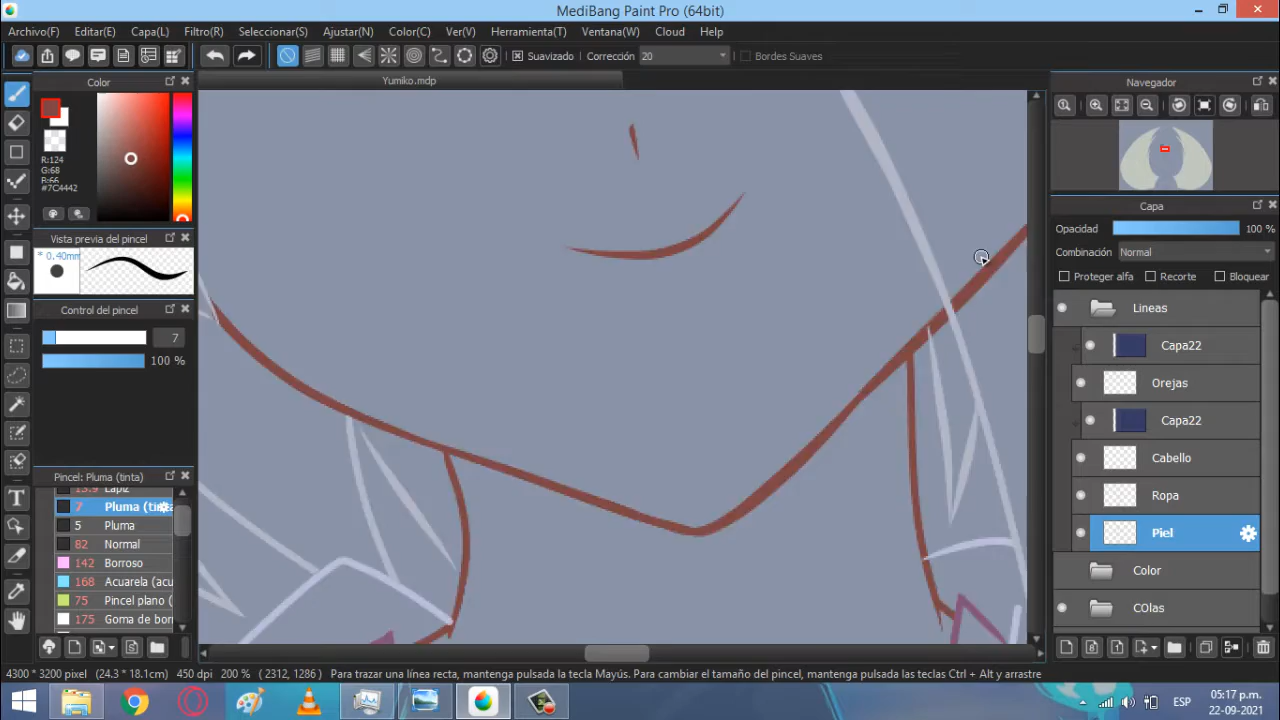 MediBang Paint Pro (64bit)
Archivo(F) Editar(E) Capa(L) Filtro(R) Seleccionar(S) Ajustar(N) Color(C) Ver(V) Herramienta(T) Ventana(W) Cloud Help
Suavizado Corrección 20 Bordes Suaves
Color
Yumiko.mdp
Navegador
R:124
G:68
B:66
#7C4442
Capa
Opacidad 100 %
Vista previa del pincel
* 0.40mm
Combinación Normal
Proteger alfa Recorte Bloquear
Control del pincel
7
100 %
Lineas
Capa22
Orejas
Capa22
Cabello
Ropa
Piel
Color
COlas
Pincel: Pluma (tinta)
13.9 Lápiz
7 Pluma (tinta
5 Pluma
82 Normal
142 Borroso
168 Acuarela (acu
75 Pincel plano (
175 Goma de bor
4300 * 3200 pixel (24.3 * 18.1cm) 450 dpi 200 % ( 2312, 1286 ) Para trazar una línea recta, mantenga pulsada la tecla Mayús. Para cambiar el tamaño del pincel, mantenga pulsadas las teclas Ctrl + Alt y arrastre
ESP
05:17 p.m.
22-09-2021